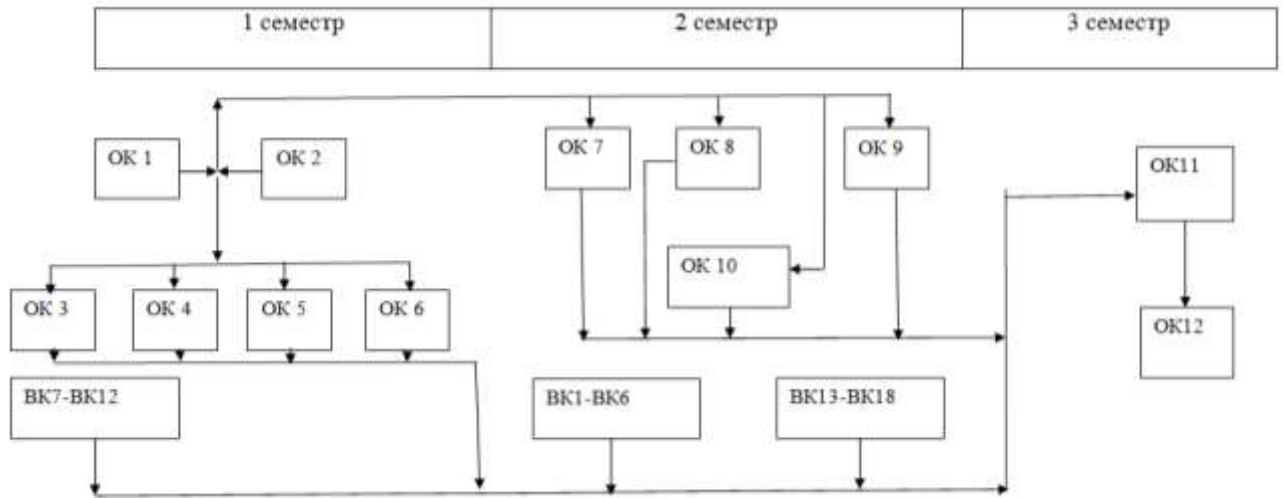 1 семестр
2 семестр
3 семестр
ОК 1
ОК 2
ОК 7
ОК 8
ОК 9
ОК11
ОК 10
ОК 3
ОК 4
ОК 5
ОК 6
ОК12
ВК7-ВК12
ВК1-ВК6
ВК13-ВК18